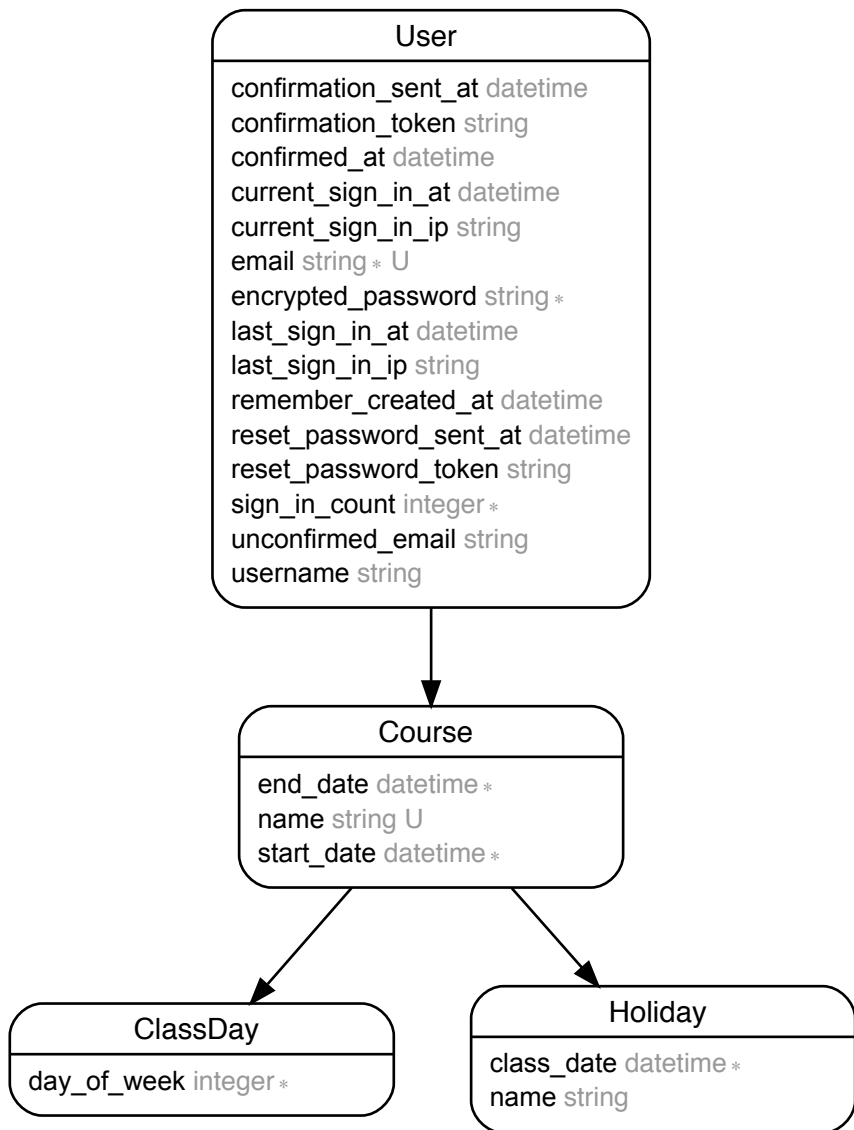 User
confirmation_sent_at datetime
confirmation_token string
confirmed_at datetime
current_sign_in_at datetime
current_sign_in_ip string
email string * U
encrypted_password string *
last_sign_in_at datetime
last_sign_in_ip string
remember_created_at datetime
reset_password_sent_at datetime
reset_password_token string
sign_in_count integer *
unconfirmed_email string
username string
Course
end_date datetime *
name string U
start_date datetime *
ClassDay
day_of_week integer *
Holiday
class_date datetime *
name string